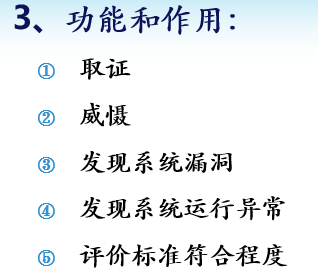 3、功能和作用：
① 取证
② 威慑
③ 发现系统漏洞
④ 发现系统运行异常
⑤ 评价标准符合程度